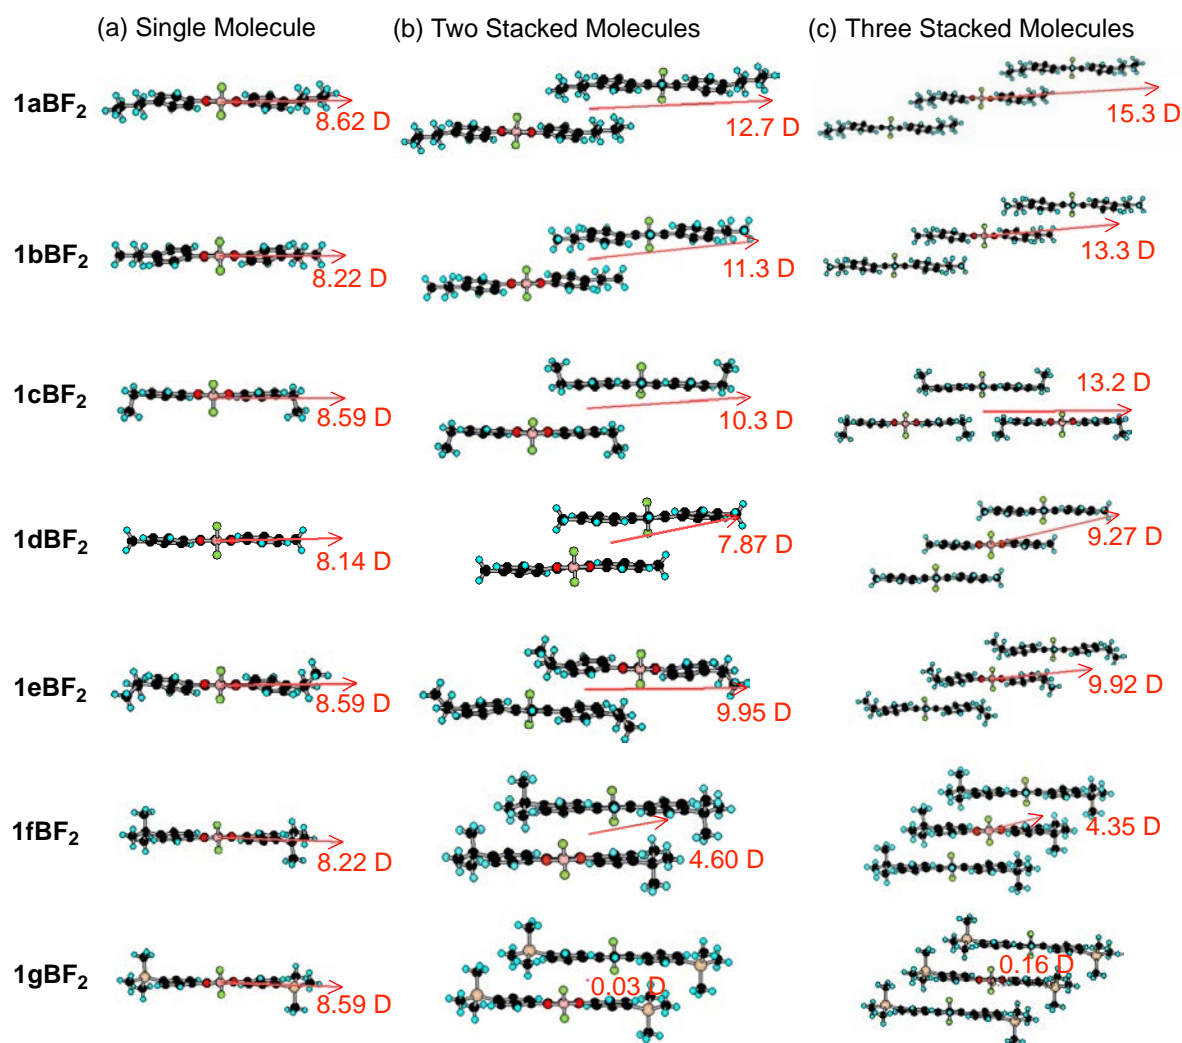 (a) Single Molecule (b) Two Stacked Molecules (c) Three Stacked Molecules
1aBF2 8.62 D 12.7 D 15.3 D
1bBF2 8.22 D 11.3 D 13.3 D
1cBF2 8.59 D 10.3 D 13.2 D
1dBF2 8.14 D 7.87 D 9.27 D
1eBF2 8.59 D 9.95 D 9.92 D
1fBF2 8.22 D 4.60 D 4.35 D
1gBF2 8.59 D 0.03 D 0.16 D